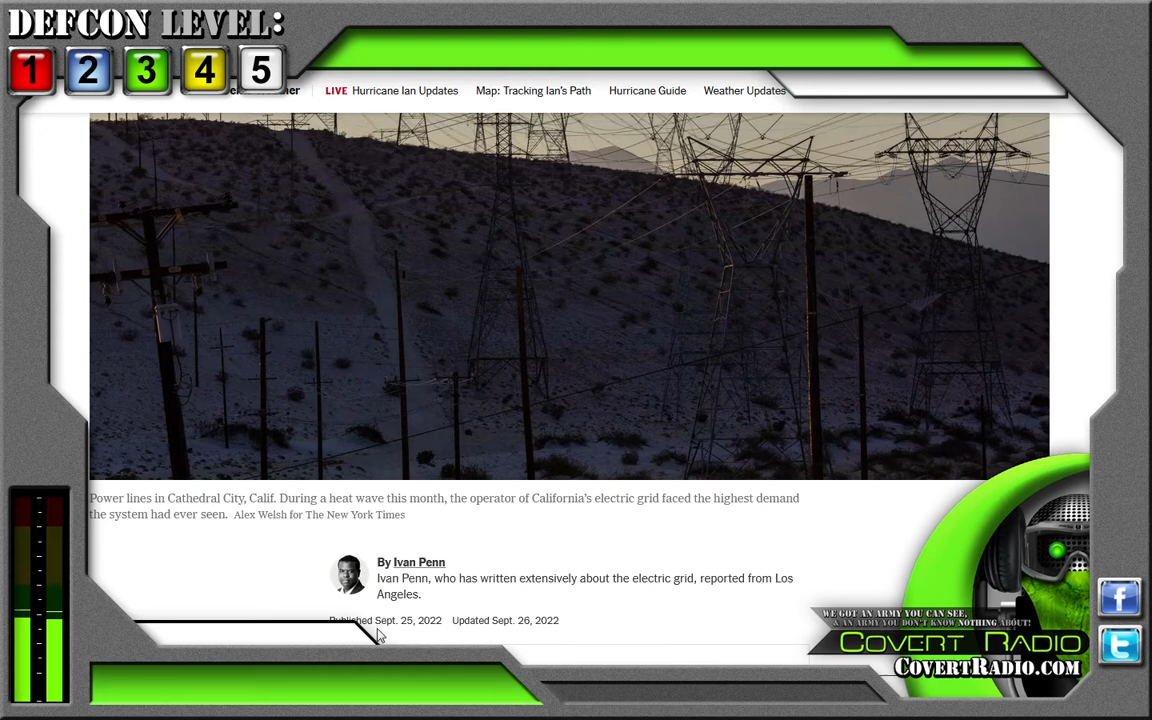 DEFCON LEVEL:
1 2 3 4 5
LIVE Hurricane Ian Updates Map: Tracking Ian's Path Hurricane Guide Weather Updates
Power lines in Cathedral City, Calif. During a heat wave this month, the operator of California's electric grid faced the highest demand
the system had ever seen. Alex Welsh for The New York Times
By Ivan Penn
Ivan Penn, who has written extensively about the electric grid, reported from Los
Angeles.
Published Sept. 25, 2022 Updated Sept. 26, 2022
WE GOT AN ARMY YOU CAN SEE,
& AN ARMY YOU DON'T KNOW NOTHING ABOUT!
COVERT RADIO
COVERTRADIO.COM